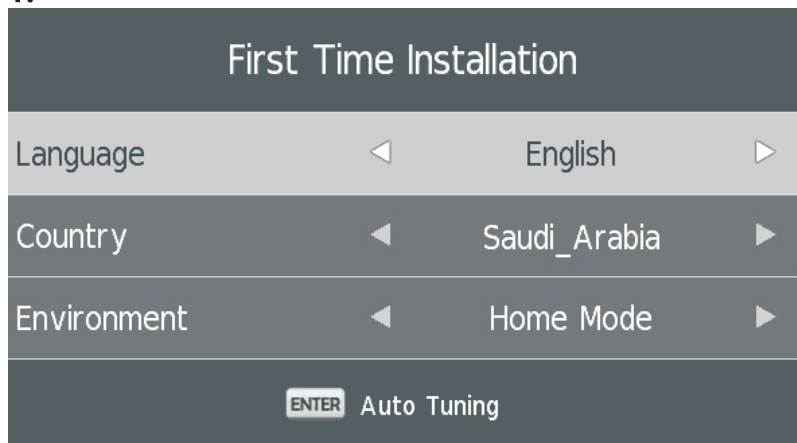 First Time Installation
Language English
Country Saudi_Arabia
Environment Home Mode
ENTER Auto Tuning